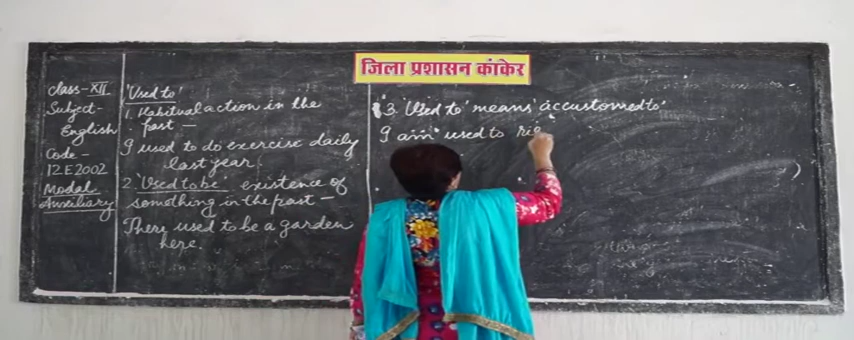 जिला प्रशासन कांकेर
Class-XII
Subject-
English
Code-
12E2002
Modal
Auxiliary
'Used to'
1. Habitual action in the
past —
I used to do exercise daily
last year.
2. 'Used to be' existence of
something in the past —
There used to be a garden
here.
3. 'Used to' means 'accustomed to'
I am used to